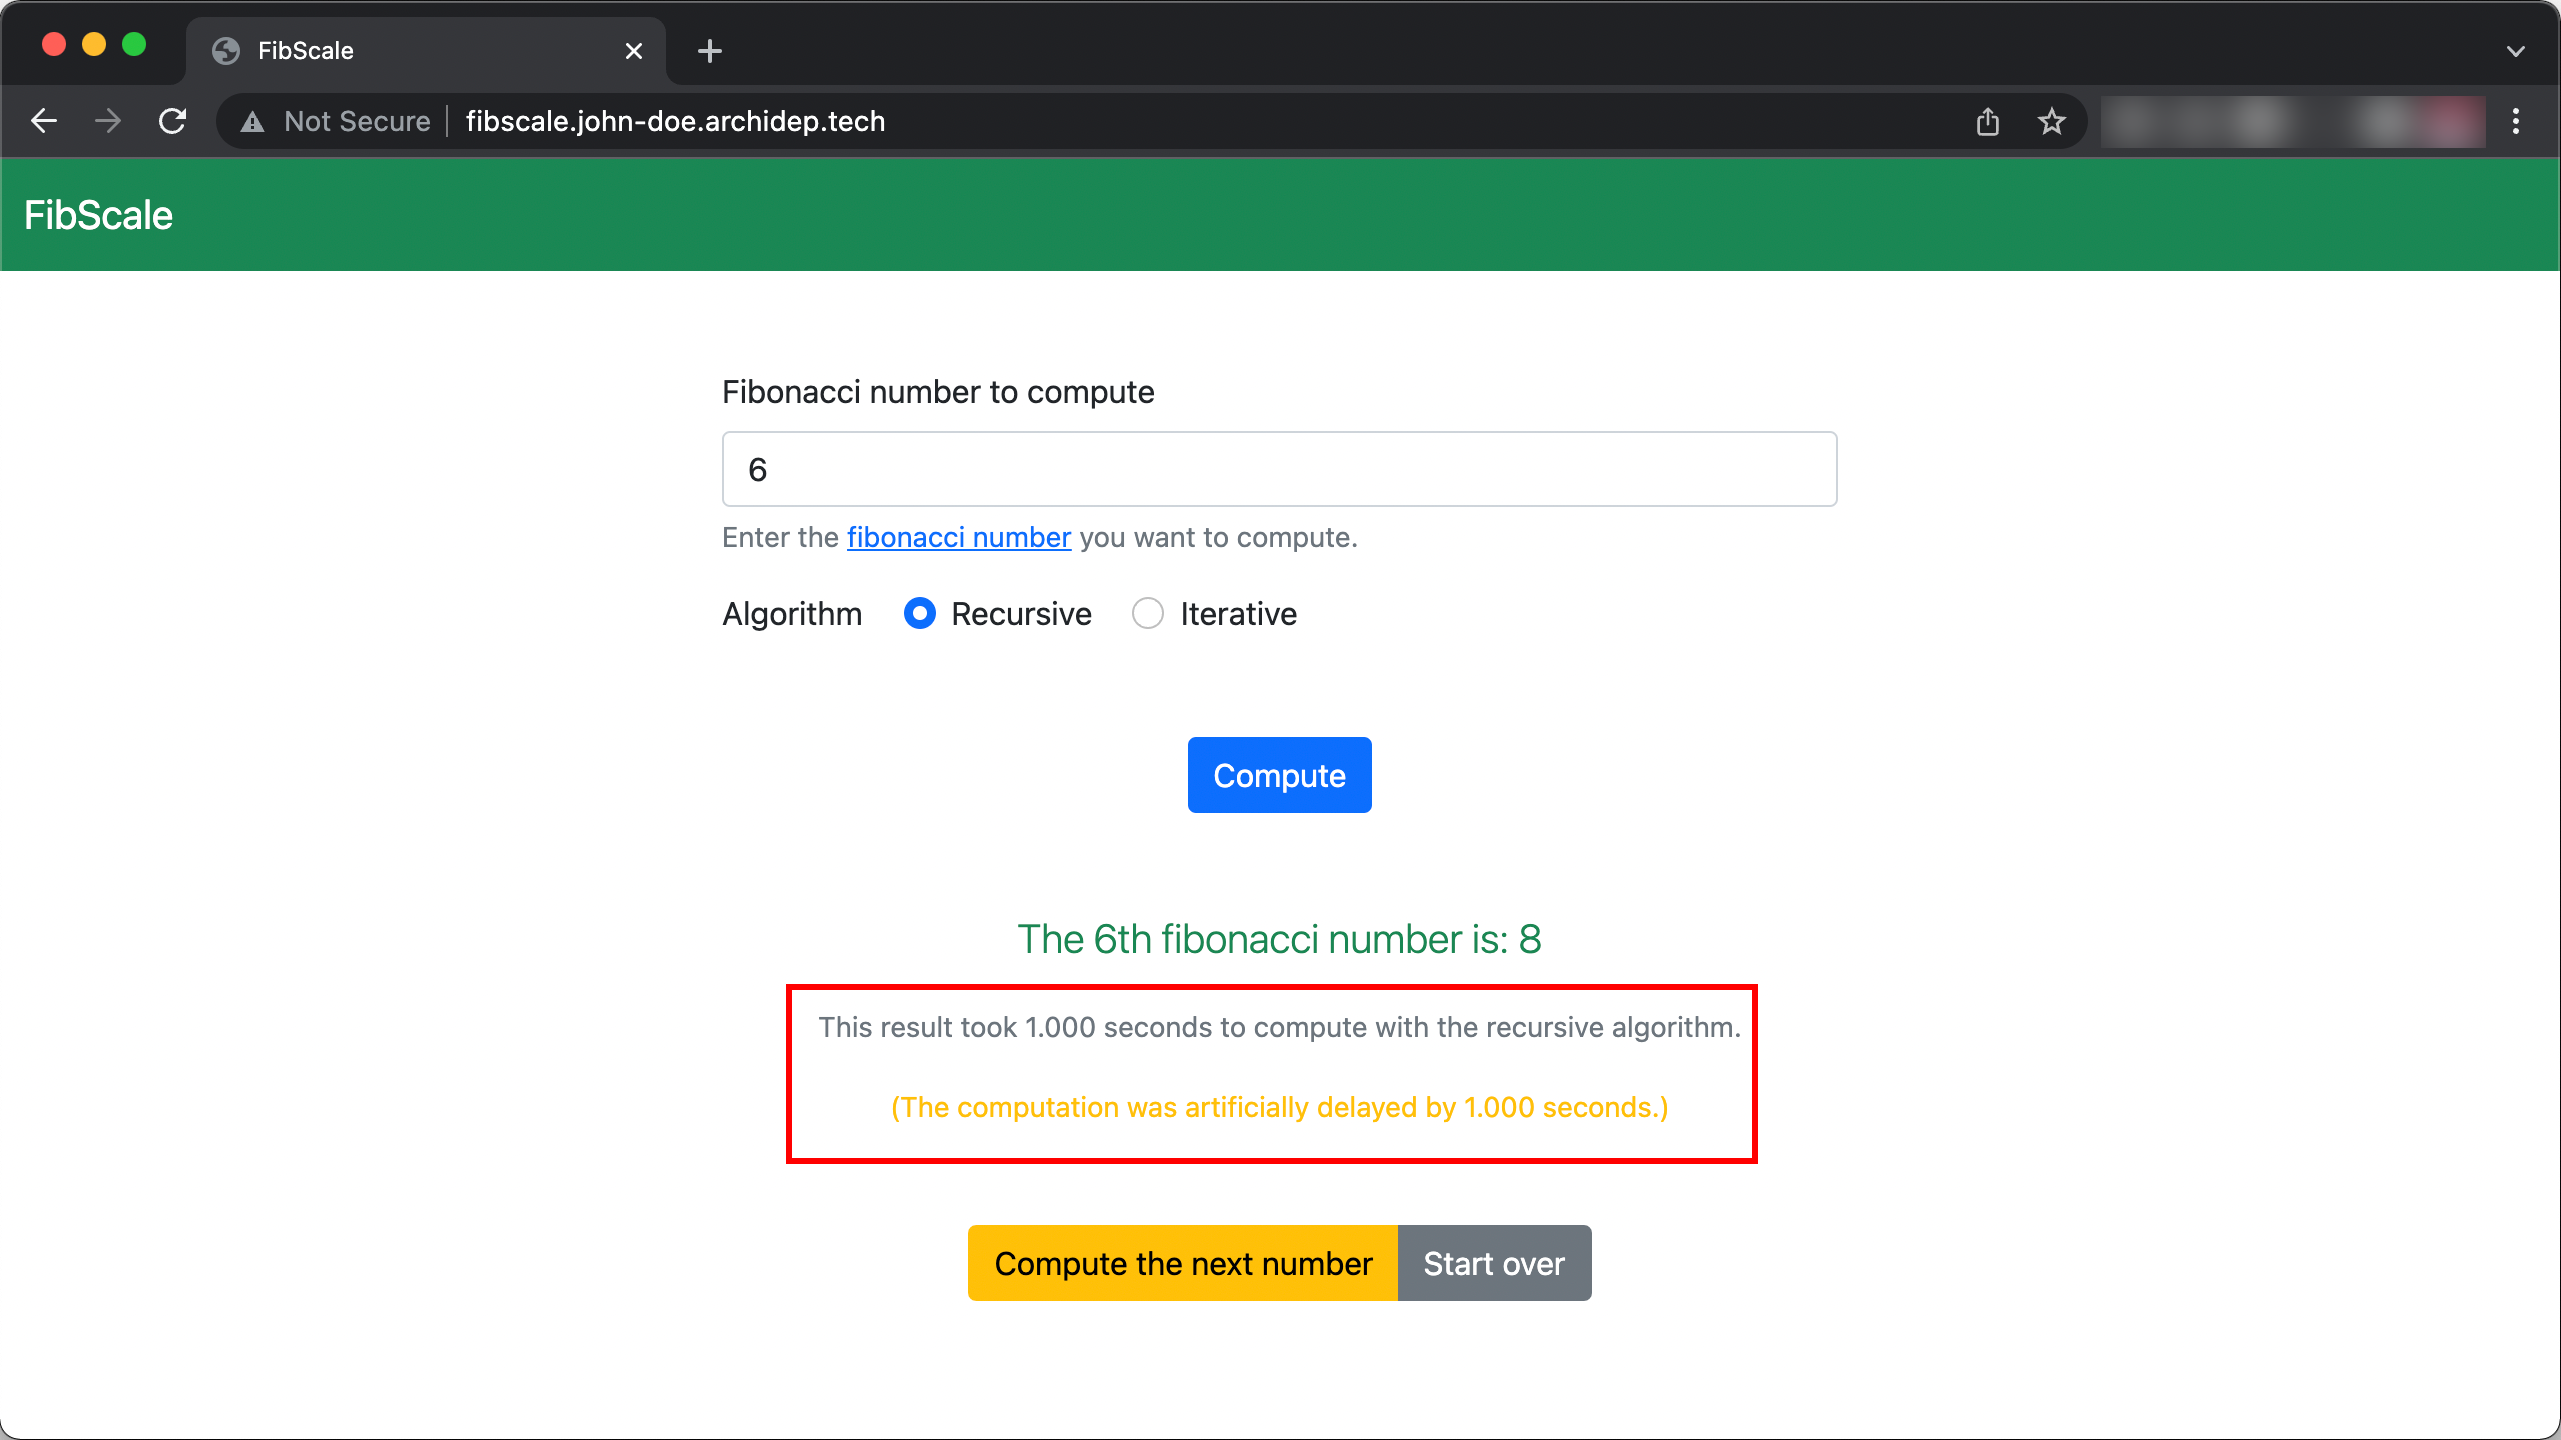 FibScale
Not Secure fibscale.john-doe.archidep.tech
FibScale
Fibonacci number to compute
6
Enter the fibonacci number you want to compute.
Algorithm Recursive Iterative
Compute
The 6th fibonacci number is: 8
This result took 1.000 seconds to compute with the recursive algorithm.
(The computation was artificially delayed by 1.000 seconds.)
Compute the next number Start over